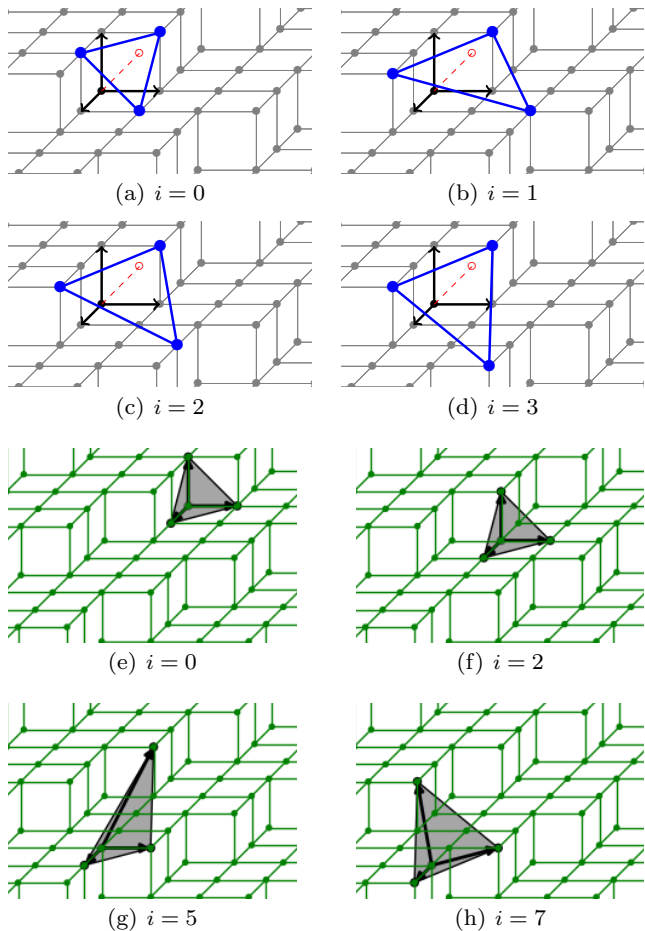 (a) i = 0 (b) i = 1
(c) i = 2 (d) i = 3
(e) i = 0 (f) i = 2
(g) i = 5 (h) i = 7